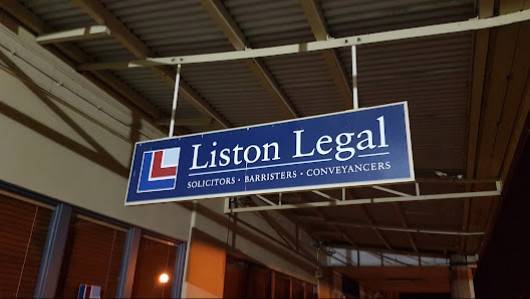 Liston Legal
SOLICITORS • BARRISTERS • CONVEYANCERS